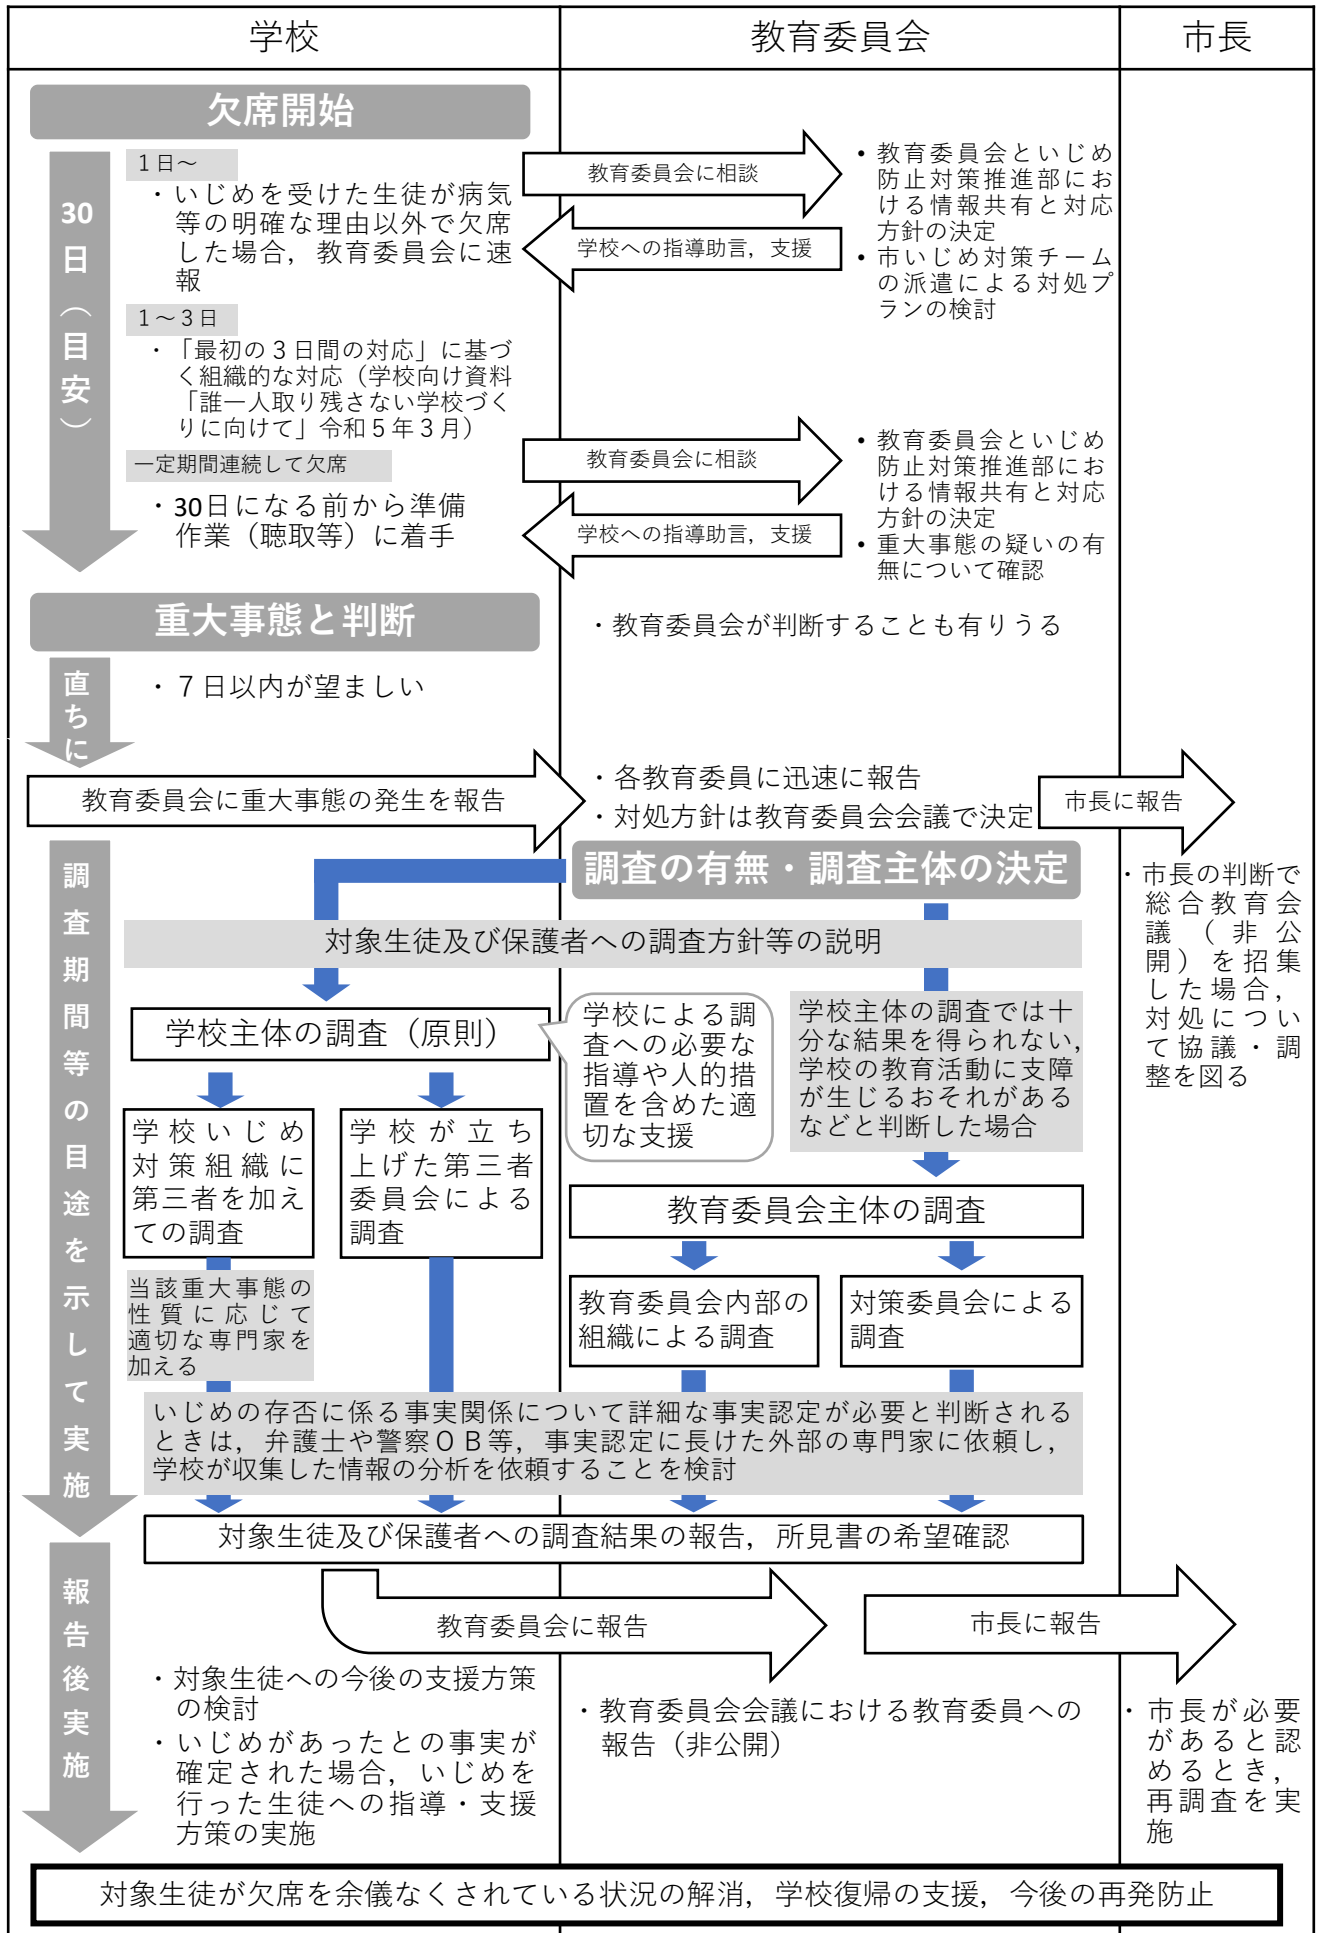 学校
教育委員会
市長
欠席開始
30日（目安）
１日～
・いじめを受けた生徒が病気
等の明確な理由以外で欠席
した場合，教育委員会に速
報
教育委員会に相談
学校への指導助言，支援
• 教育委員会といじめ
防止対策推進部にお
ける情報共有と対応
方針の決定
• 市いじめ対策チーム
の派遣による対処プ
ランの検討
１～３日
・「最初の３日間の対応」に基づ
く組織的な対応（学校向け資料
「誰一人取り残さない学校づく
りに向けて」令和５年３月）
一定期間連続して欠席
・30日になる前から準備
作業（聴取等）に着手
教育委員会に相談
学校への指導助言，支援
• 教育委員会といじめ
防止対策推進部にお
ける情報共有と対応
方針の決定
• 重大事態の疑いの有
無について確認
重大事態と判断
・教育委員会が判断することも有りうる
直ちに
・７日以内が望ましい
教育委員会に重大事態の発生を報告
・各教育委員に迅速に報告
・対処方針は教育委員会会議で決定
市長に報告
調査期間等の目途を示して実施
調査の有無・調査主体の決定
・市長の判断で
総合教育会
議（非公
開）を招集
した場合，
対処につい
て協議・調
整を図る
対象生徒及び保護者への調査方針等の説明
学校主体の調査（原則）
学校による調
査への必要な
指導や人的措
置を含めた適
切な支援
学校主体の調査では十
分な結果を得られない，
学校の教育活動に支障
が生じるおそれがある
などと判断した場合
学校いじめ
対策組織に
第三者を加え
ての調査
学校が立ち
上げた第三者
委員会による
調査
教育委員会主体の調査
当該重大事態の
性質に応じて
適切な専門家を
加える
教育委員会内部の
組織による調査
対策委員会による
調査
いじめの存否に係る事実関係について詳細な事実認定が必要と判断される
ときは，弁護士や警察ＯＢ等，事実認定に長けた外部の専門家に依頼し，
学校が収集した情報の分析を依頼することを検討
対象生徒及び保護者への調査結果の報告，所見書の希望確認
報告後実施
教育委員会に報告
市長に報告
・対象生徒への今後の支援方策
の検討
・いじめがあったとの事実が
確定された場合，いじめを
行った生徒への指導・支援
方策の実施
・教育委員会会議における教育委員への
報告（非公開）
・市長が必要
があると認
めるとき，
再調査を実
施
対象生徒が欠席を余儀なくされている状況の解消，学校復帰の支援，今後の再発防止